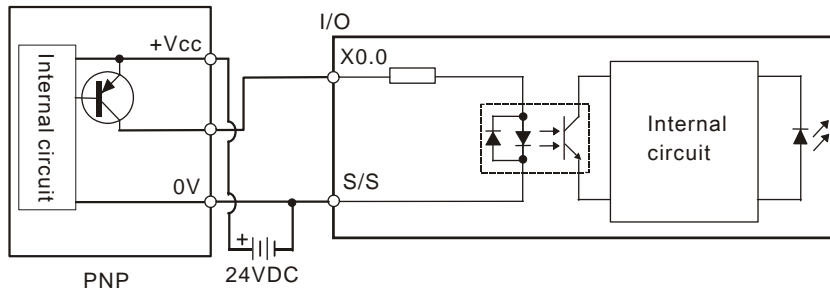 I/O
+Vcc
X0.0
Internal circuit
Internal
circuit
0V
S/S
+
24VDC
PNP